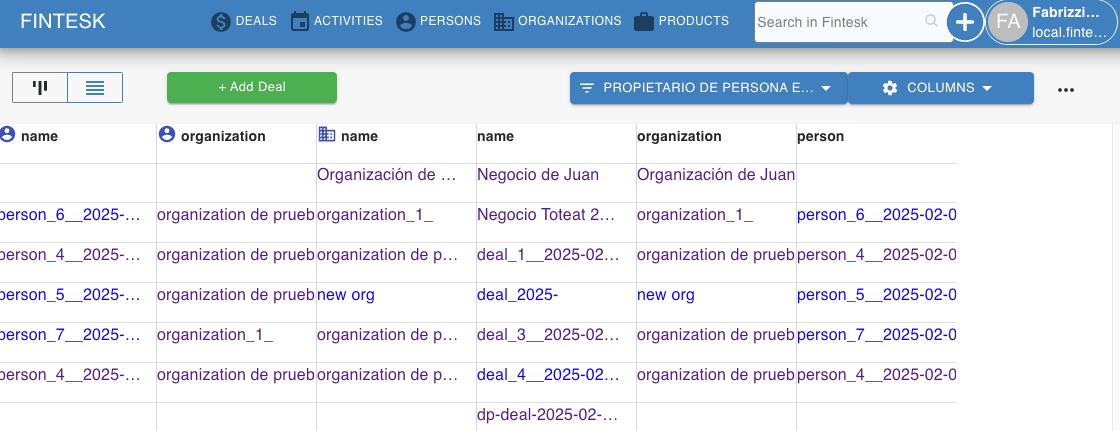 FINTESK DEALS ACTIVITIES PERSONS ORGANIZATIONS PRODUCTS Search in Fintesk FA Fabrizzi...
local.finte...
+ Add Deal PROPIETARIO DE PERSONA E... COLUMNS
name organization name name organization person
Organización de ... Negocio de Juan Organización de Juan
person_6__2025-... organization de prueb organization_1_ Negocio Toteat 2... organization_1_ person_6__2025-02-0
person_4__2025-... organization de prueb organization de p... deal_1__2025-02... organization de prueb person_4__2025-02-0
person_5__2025-... organization de prueb new org deal_2025- new org person_5__2025-02-0
person_7__2025-... organization_1_ organization de p... deal_3__2025-02... organization de prueb person_7__2025-02-0
person_4__2025-... organization de prueb organization de p... deal_4__2025-02... organization de prueb person_4__2025-02-0
dp-deal-2025-02-...